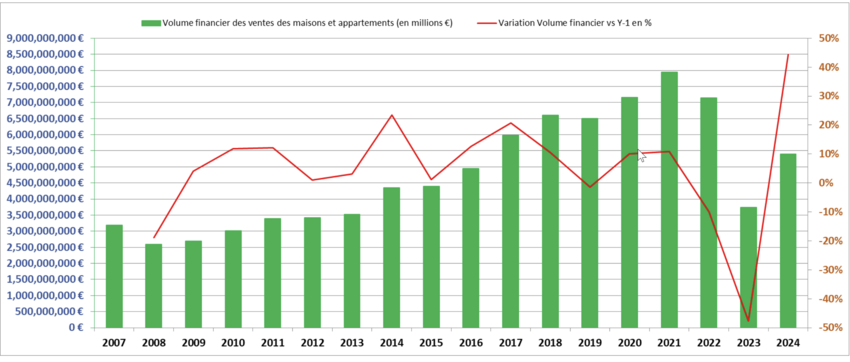 Volume financier des ventes des maisons et appartements (en millions €) Variation Volume financier vs Y-1 en %
9,000,000,000 € 50%
8,500,000,000 €
8,000,000,000 € 40%
7,500,000,000 €
7,000,000,000 € 30%
6,500,000,000 €
6,000,000,000 € 20%
5,500,000,000 €
5,000,000,000 € 10%
4,500,000,000 € 0%
4,000,000,000 €
3,500,000,000 € -10%
3,000,000,000 €
2,500,000,000 € -20%
2,000,000,000 €
1,500,000,000 € -30%
1,000,000,000 €
500,000,000 € -40%
0 € -50%
2007 2008 2009 2010 2011 2012 2013 2014 2015 2016 2017 2018 2019 2020 2021 2022 2023 2024